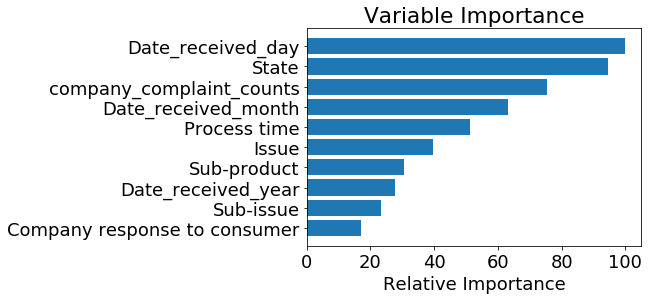 Variable Importance
Date_received_day
State
company_complaint_counts
Date_received_month
Process time
Issue
Sub-product
Date_received_year
Sub-issue
Company response to consumer
0 20 40 60 80 100
Relative Importance